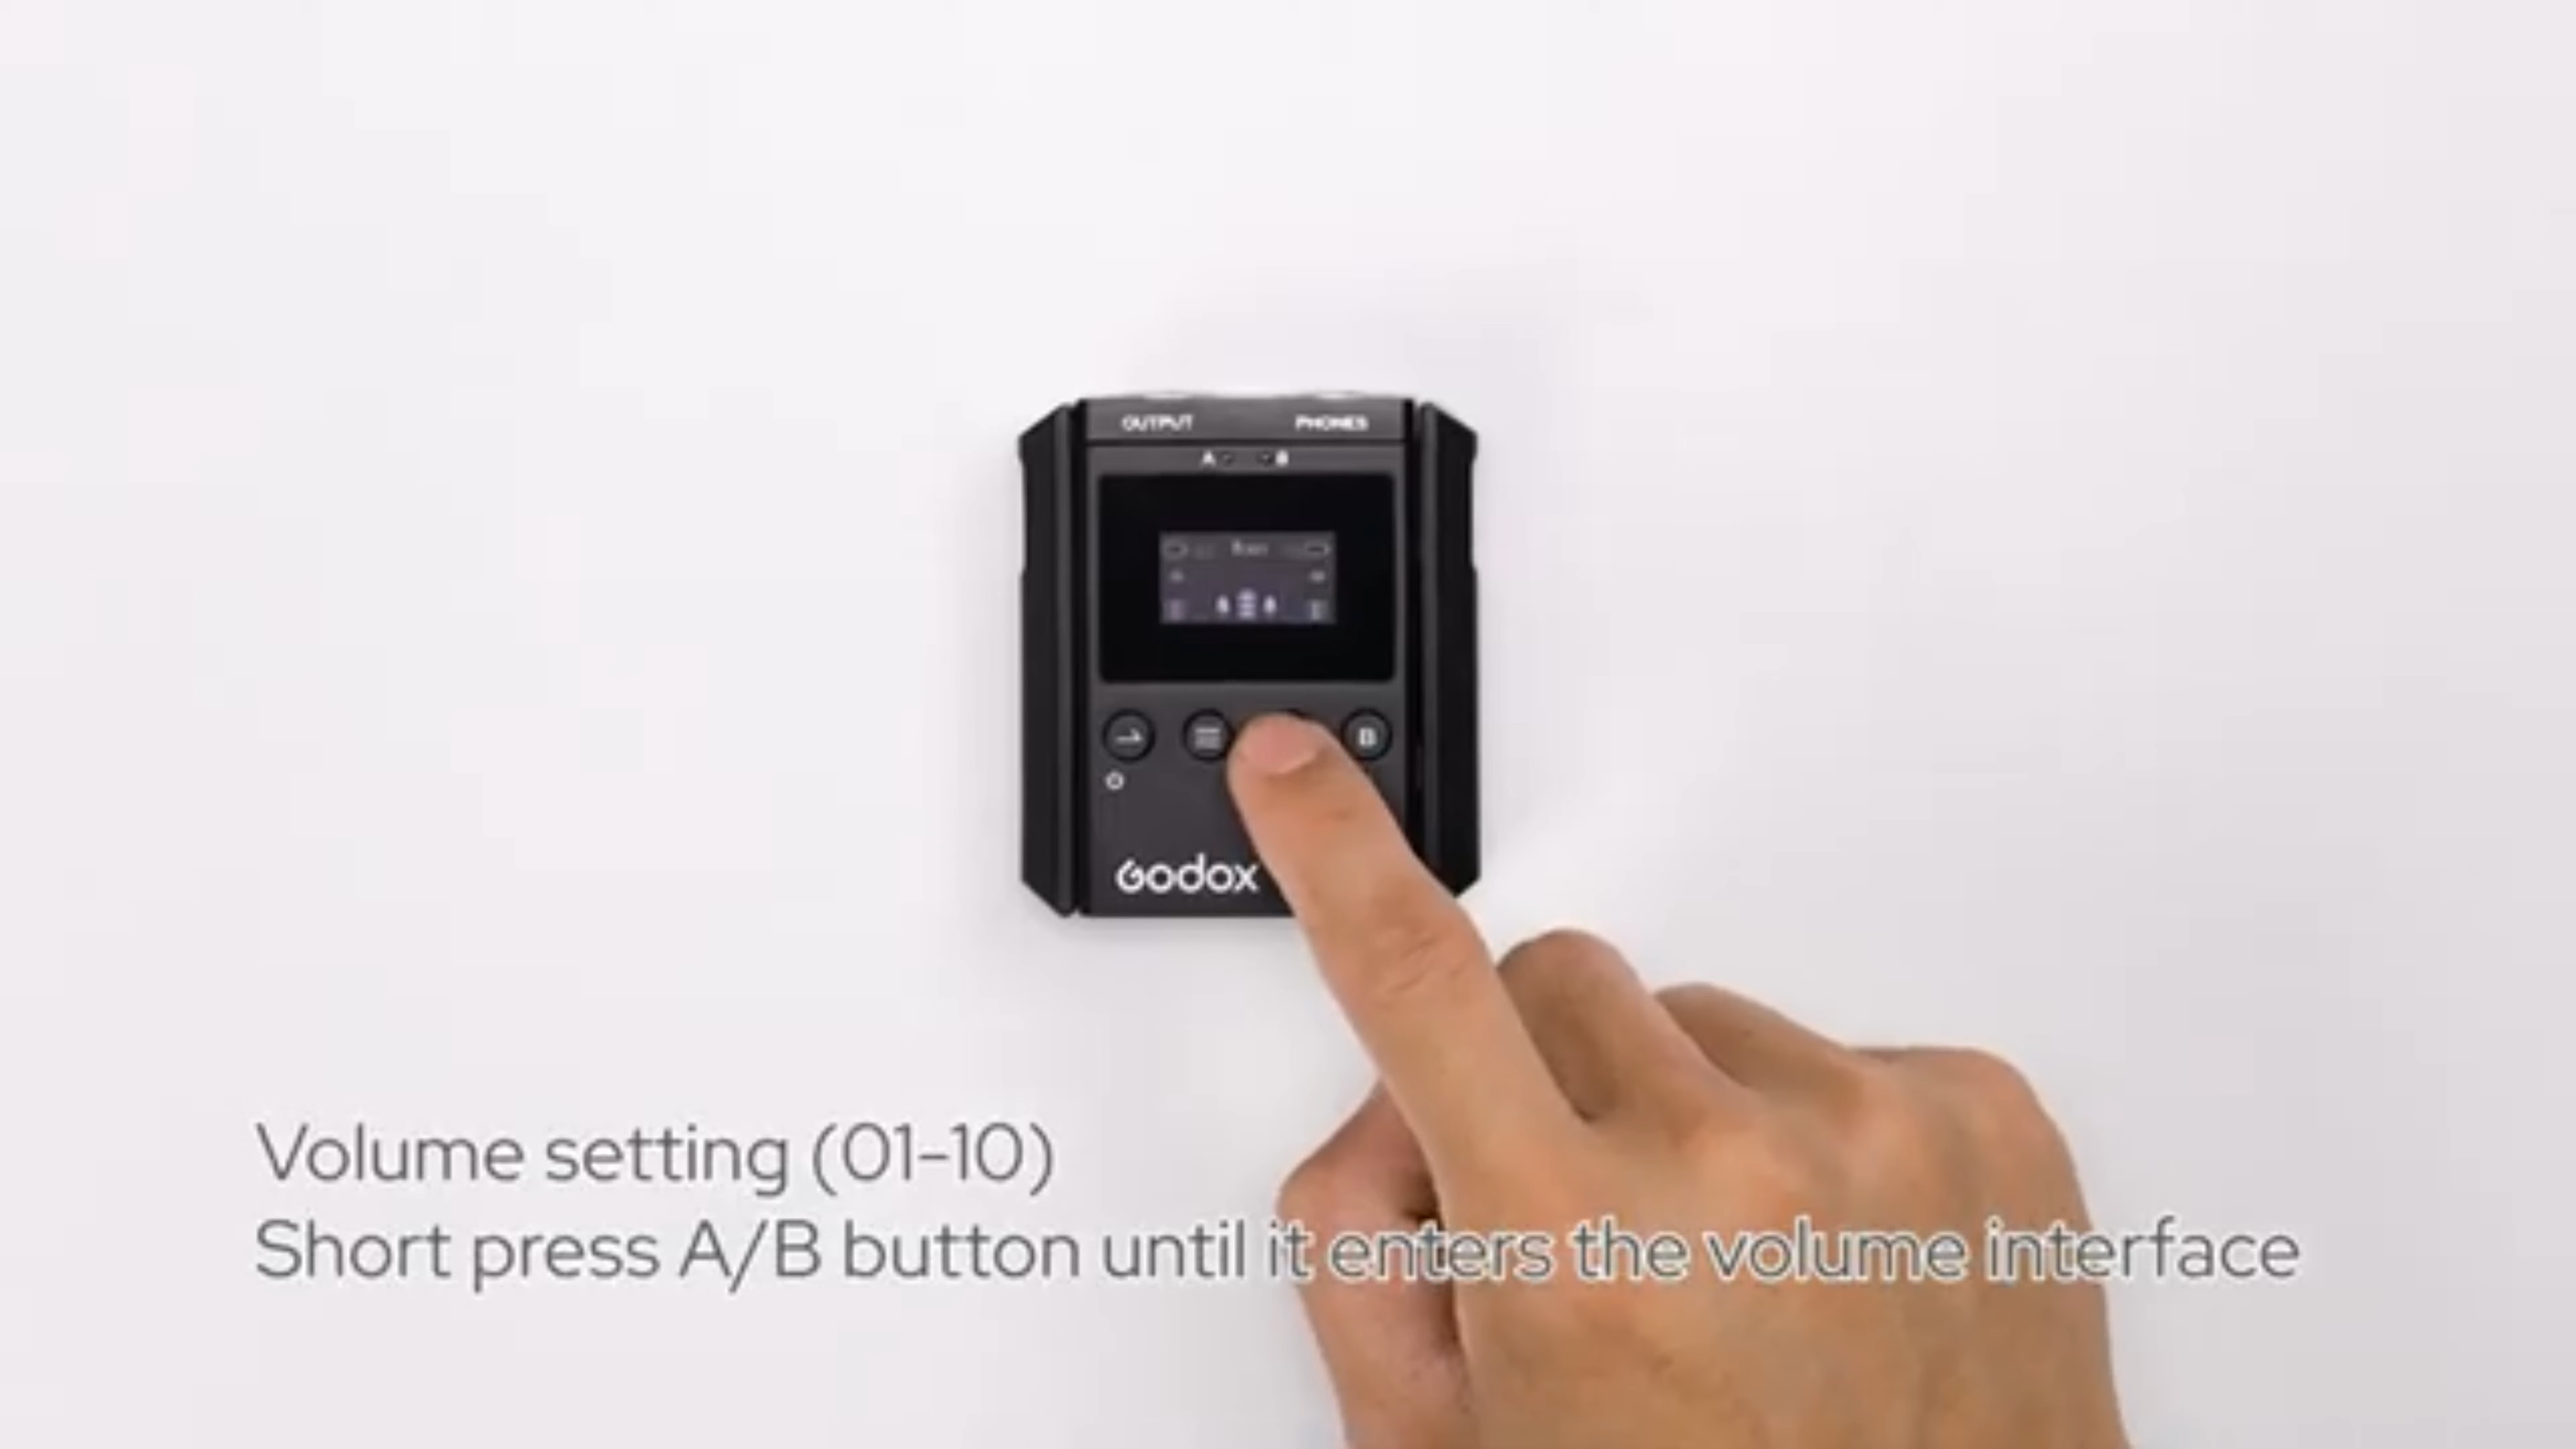 OUTPUT PHONES
A B
B
Godox
Volume setting (01-10)
Short press A/B button until it enters the volume interface